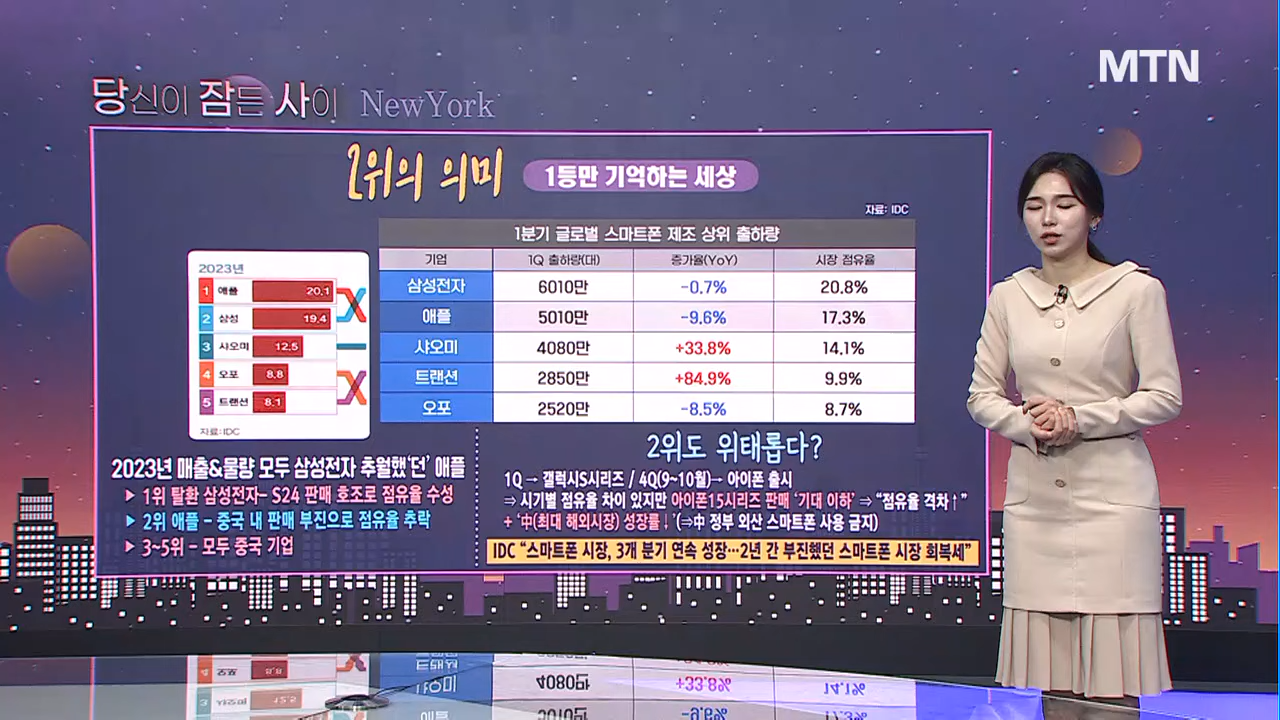 MTN
당신이 잠든 사이 NewYork
2위의 의미 1등만 기억하는 세상
자료: IDC
1분기 글로벌 스마트폰 제조 상위 출하량
기업 1Q 출하량(대) 증가율(YoY) 시장 점유율
삼성전자 6010만 -0.7% 20.8%
애플 5010만 -9.6% 17.3%
샤오미 4080만 +33.8% 14.1%
트랜션 2850만 +84.9% 9.9%
오포 2520만 -8.5% 8.7%
2023년
1 애플 20.1
2 삼성 19.4
3 샤오미 12.5
4 오포 8.8
5 트랜션 8.1
자료: IDC
2023년 매출&물량 모두 삼성전자 추월했'던' 애플
▶ 1위 탈환 삼성전자- S24 판매 호조로 점유율 수성
▶ 2위 애플 - 중국 내 판매 부진으로 점유율 추락
▶ 3~5위 - 모두 중국 기업
2위도 위태롭다?
1Q → 갤럭시S시리즈 / 4Q(9~10월)→ 아이폰 출시
⇒ 시기별 점유율 차이 있지만 아이폰15시리즈 판매 '기대 이하' ⇒ "점유율 격차↑"
+ '中(최대 해외시장) 성장률↓'(⇒中 정부 외산 스마트폰 사용 금지)
IDC "스마트폰 시장, 3개 분기 연속 성장…2년 간 부진했던 스마트폰 시장 회복세"